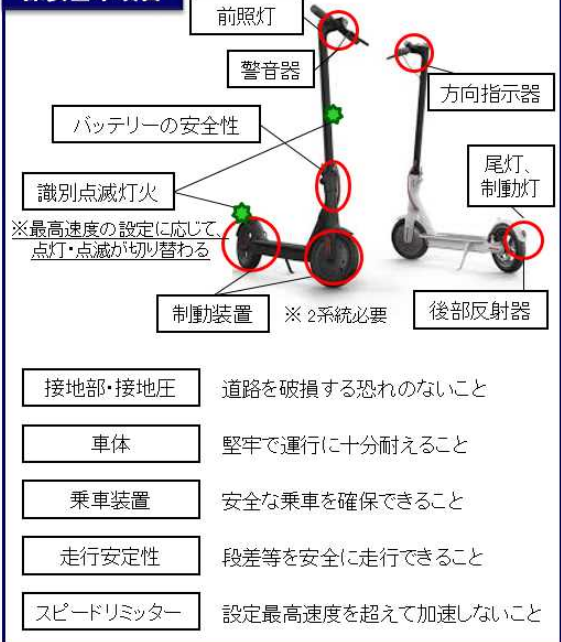 前照灯
警音器
方向指示器
バッテリーの安全性
尾灯、
制動灯
識別点滅灯火
※最高速度の設定に応じて、
点灯・点滅が切り替わる
制動装置
※ 2系統必要
後部反射器
接地部・接地圧 道路を破損する恐れのないこと
車体 堅牢で運行に十分耐えること
乗車装置 安全な乗車を確保できること
走行安定性 段差等を安全に走行できること
スピードリミッター 設定最高速度を超えて加速しないこと